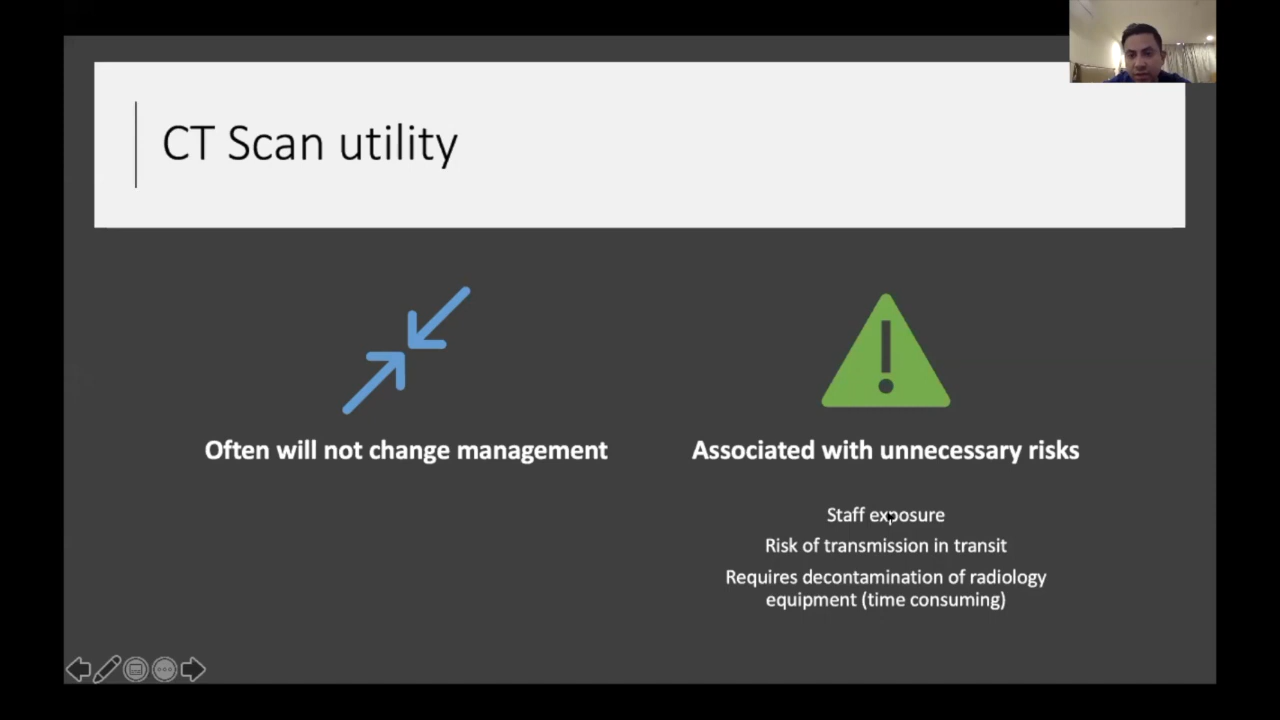 CT Scan utility
Often will not change management
Associated with unnecessary risks
Staff exposure
Risk of transmission in transit
Requires decontamination of radiology
equipment (time consuming)